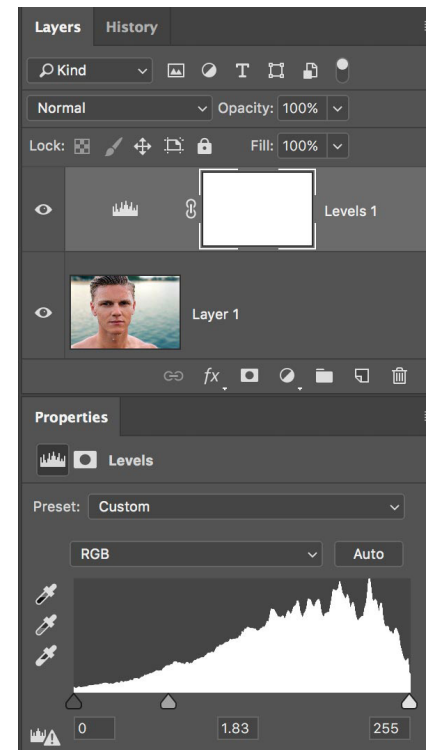 Layers History
Kind T
Normal Opacity: 100%
Lock: Fill: 100%
Levels 1
Layer 1
fx
Properties
Levels
Preset: Custom
RGB Auto
0 1.83 255